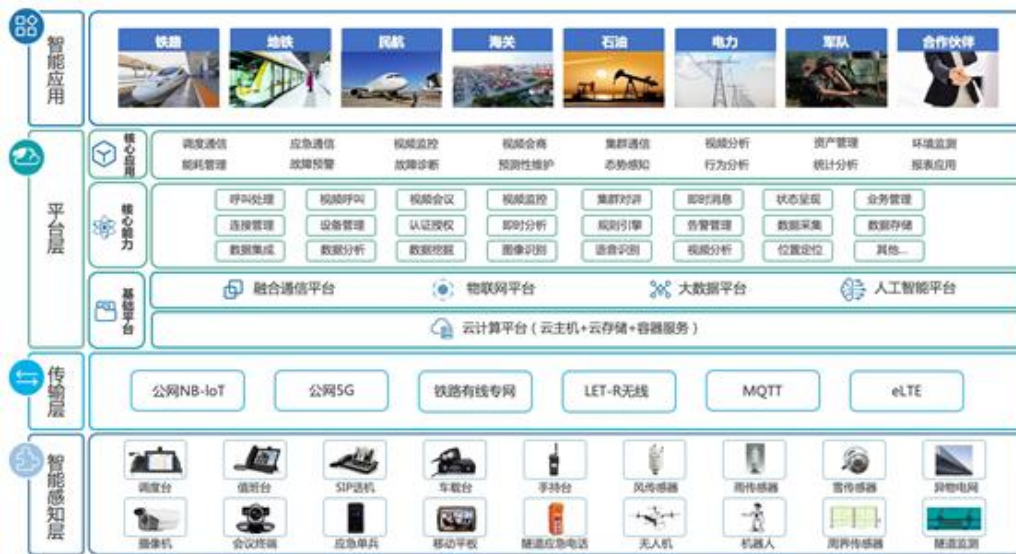 智能应用
铁路 地铁 民航 海关 石油 电力 军队 合作伙伴
平台层
核心应用
调度通信 应急通信 视频监控 视频会商 集群通信 视频分析 资产管理 环境监测
能耗管理 故障预警 故障诊断 预测性维护 态势感知 行为分析 统计分析 报表应用
核心能力
呼叫处理 视频呼叫 视频会议 视频监控 集群对讲 即时消息 状态呈现 业务管理
连接管理 设备管理 认证授权 即时分析 规则引擎 告警管理 数据采集 数据存储
数据集成 数据分析 数据挖掘 图像识别 语音识别 视频分析 位置定位 其他...
基础平台
融合通信平台 物联网平台 大数据平台 人工智能平台
云计算平台（云主机+云存储+容器服务）
传输层
公网NB-IoT 公网5G 铁路有线专网 LET-R无线 MQTT eLTE
智能感知层
调度台 值班台 SIP话机 车载台 手持台 风传感器 雨传感器 雪传感器 异物电网
摄像机 会议终端 应急单兵 移动平板 隧道应急电话 无人机 机器人 周界传感器 隧道监测